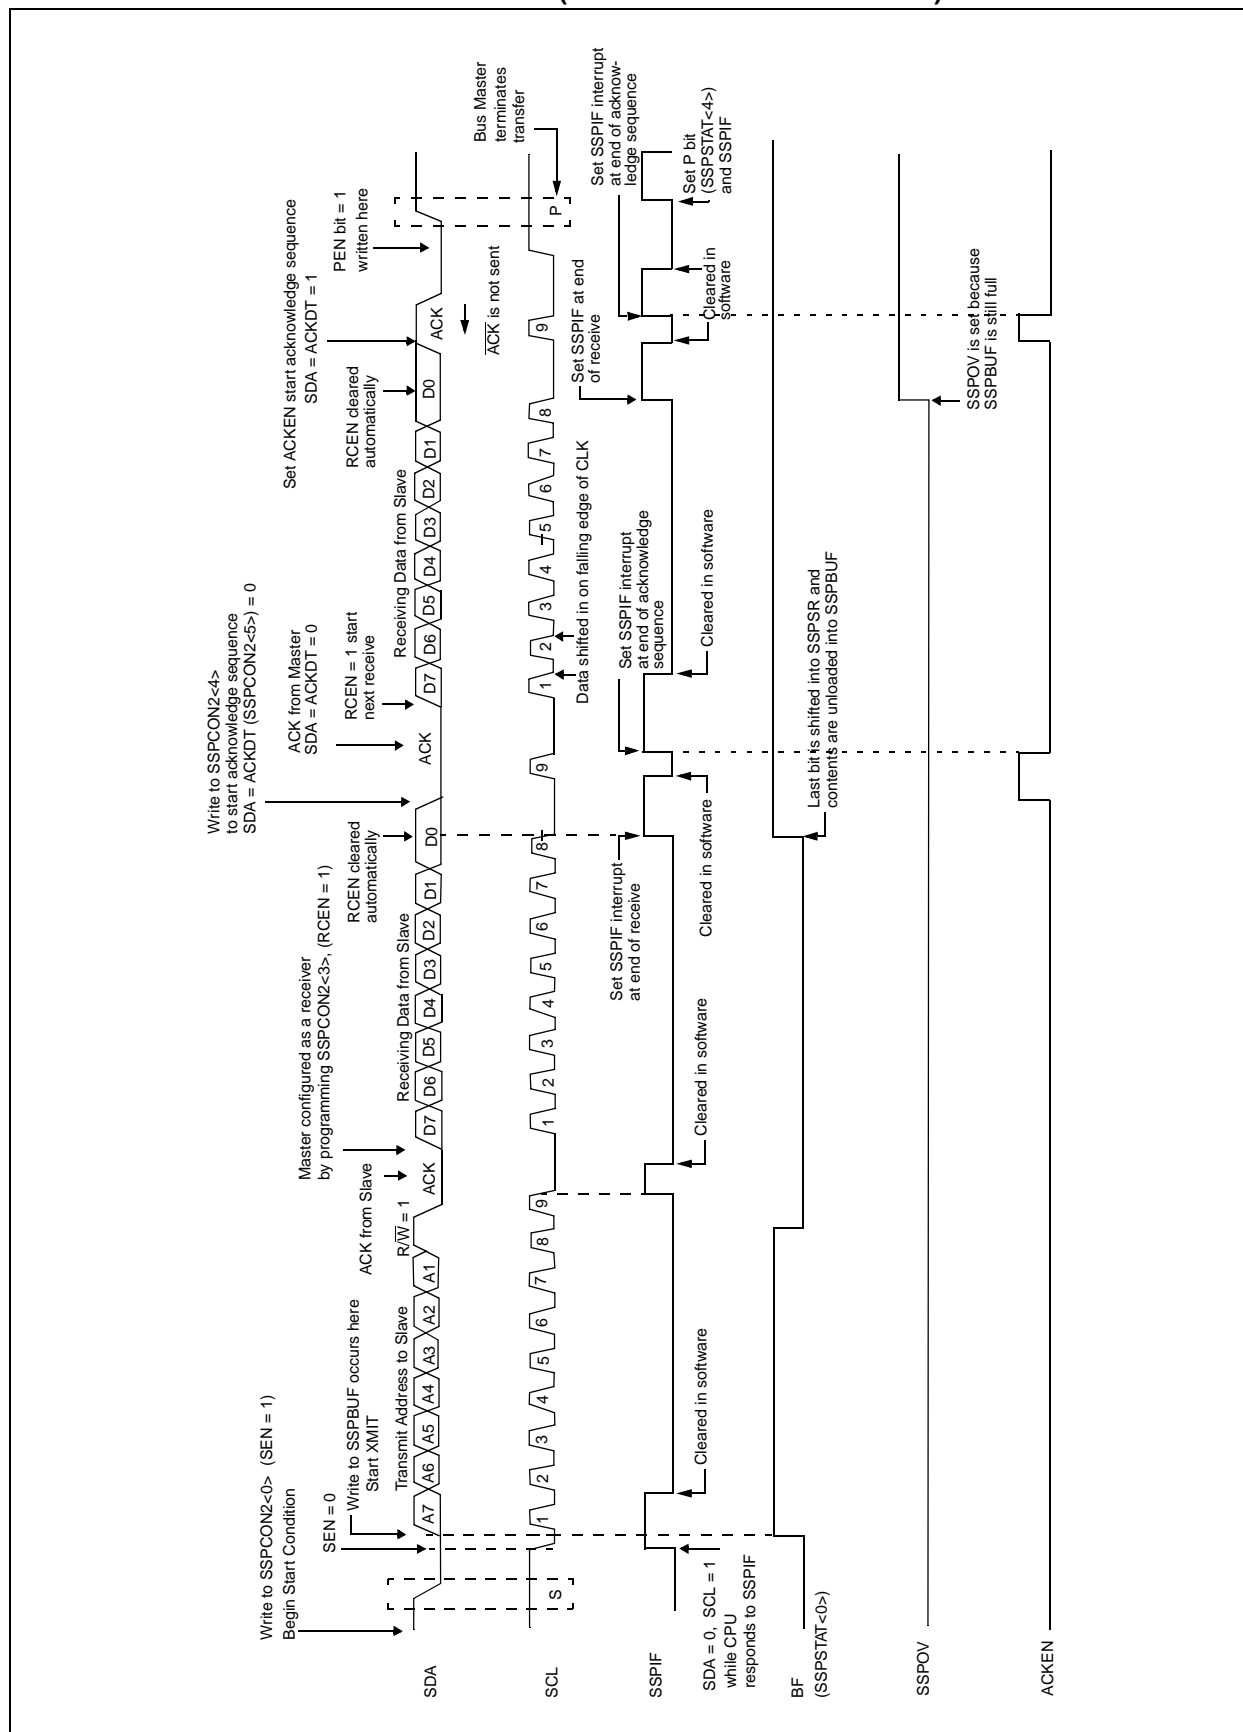 Write to SSPCON2<0> (SEN = 1)
Begin Start Condition
SEN = 0
Write to SSPBUF occurs here
Start XMIT
Transmit Address to Slave
R/W = 1
ACK from Slave
Master configured as a receiver
by programming SSPCON2<3>, (RCEN = 1)
Receiving Data from Slave
RCEN cleared
automatically
Write to SSPCON2<4>
to start acknowledge sequence
SDA = ACKDT (SSPCON2<5>) = 0
ACK from Master
SDA = ACKDT = 0
RCEN = 1 start
next receive
Receiving Data from Slave
RCEN cleared
automatically
Set ACKEN start acknowledge sequence
SDA = ACKDT = 1
PEN bit = 1
written here
SDA
A7 A6 A5 A4 A3 A2 A1 ACK D7 D6 D5 D4 D3 D2 D1 D0 ACK D7 D6 D5 D4 D3 D2 D1 D0 ACK
ACK is not sent
Bus Master
terminates
transfer
SCL
S 1 2 3 4 5 6 7 8 9 1 2 3 4 5 6 7 8 9 1 2 3 4 5 6 7 8 9 P
Data shifted in on falling edge of CLK
Set SSPIF interrupt
at end of receive
Set SSPIF interrupt
at end of acknowledge
sequence
Set SSPIF at end
of receive
Set SSPIF interrupt
at end of acknow-
ledge sequence
SSPIF
SDA = 0, SCL = 1
while CPU
responds to SSPIF
Cleared in software
Cleared in software
Cleared in software
Cleared in software
Cleared in
software
Set P bit
(SSPSTAT<4>)
and SSPIF
BF
(SSPSTAT<0>)
Last bit is shifted into SSPSR and
contents are unloaded into SSPBUF
SSPOV
SSPOV is set because
SSPBUF is still full
ACKEN